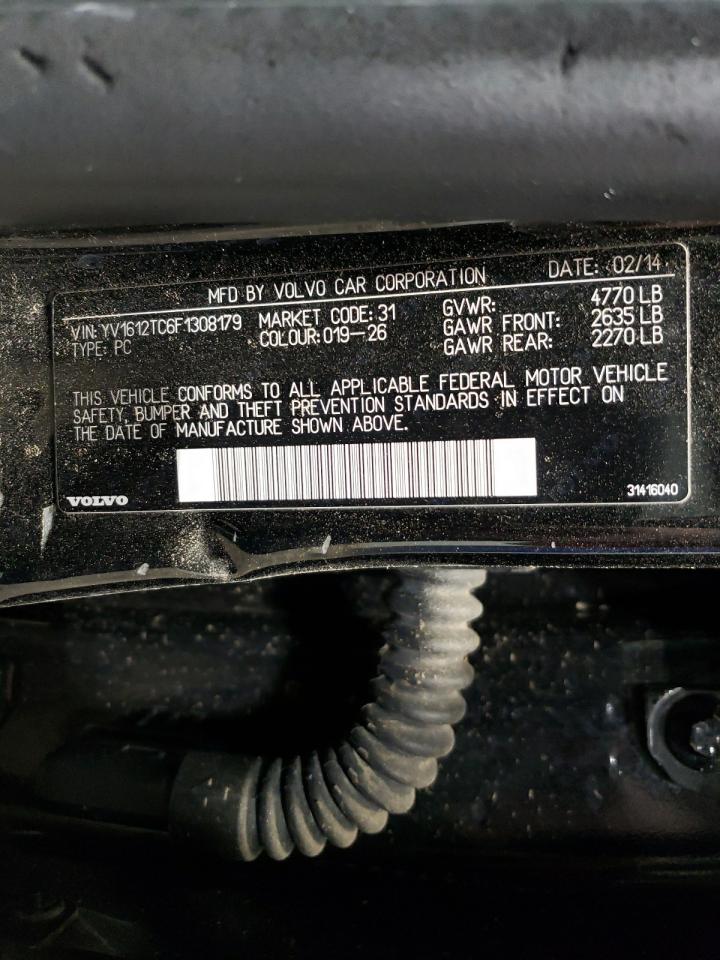 MFD BY VOLVO CAR CORPORATION DATE: 02/14
VIN: YV1612TC6F1308179 MARKET CODE: 31 GVWR: 4770 LB
TYPE: PC COLOUR: 019-26 GAWR FRONT: 2635 LB
GAWR REAR: 2270 LB
THIS VEHICLE CONFORMS TO ALL APPLICABLE FEDERAL MOTOR VEHICLE
SAFETY, BUMPER AND THEFT PREVENTION STANDARDS IN EFFECT ON
THE DATE OF MANUFACTURE SHOWN ABOVE.
VOLVO 31416040